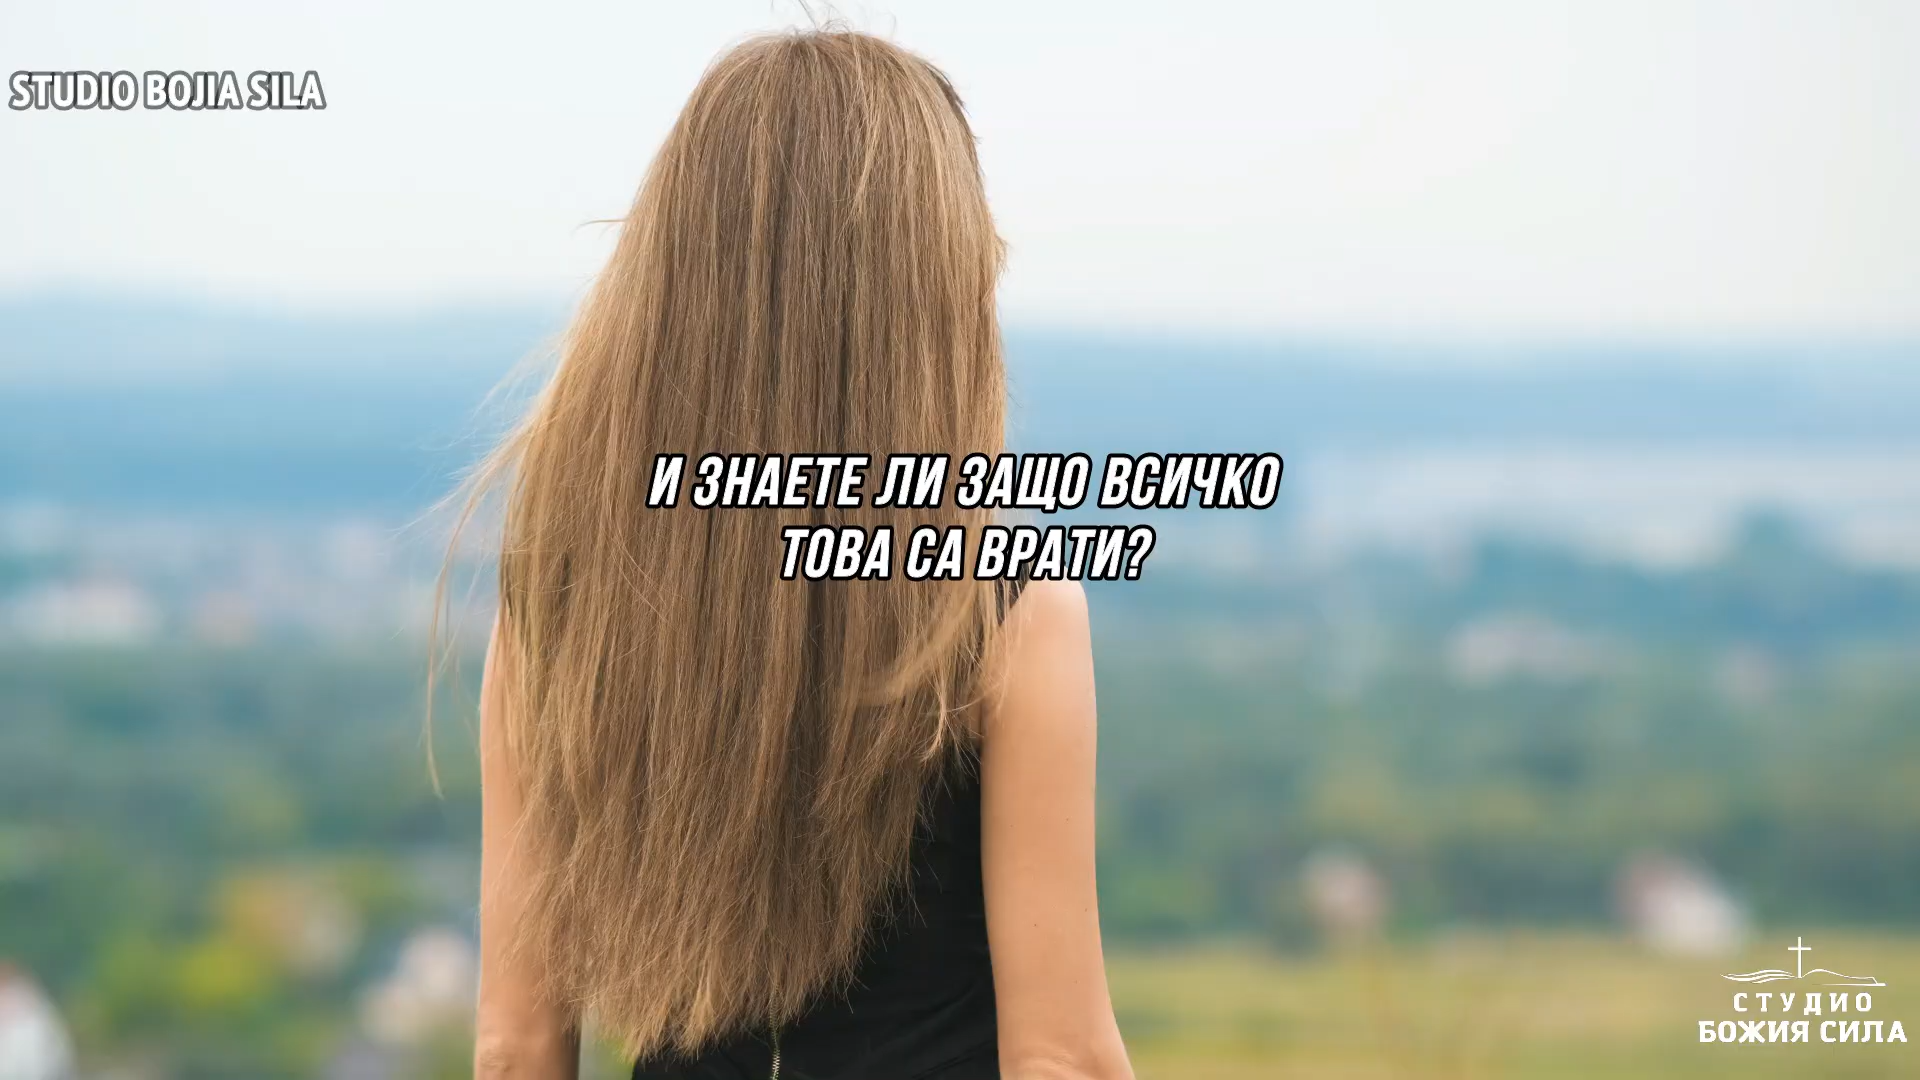 STUDIO BOJIA SILA
И ЗНАЕТЕ ЛИ ЗАЩО ВСИЧКО
ТОВА СА ВРАТИ?
СТУДИО
БОЖИЯ СИЛА